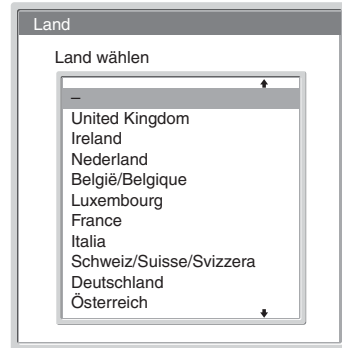 Land
Land wählen
–
United Kingdom
Ireland
Nederland
België/Belgique
Luxembourg
France
Italia
Schweiz/Suisse/Svizzera
Deutschland
Österreich